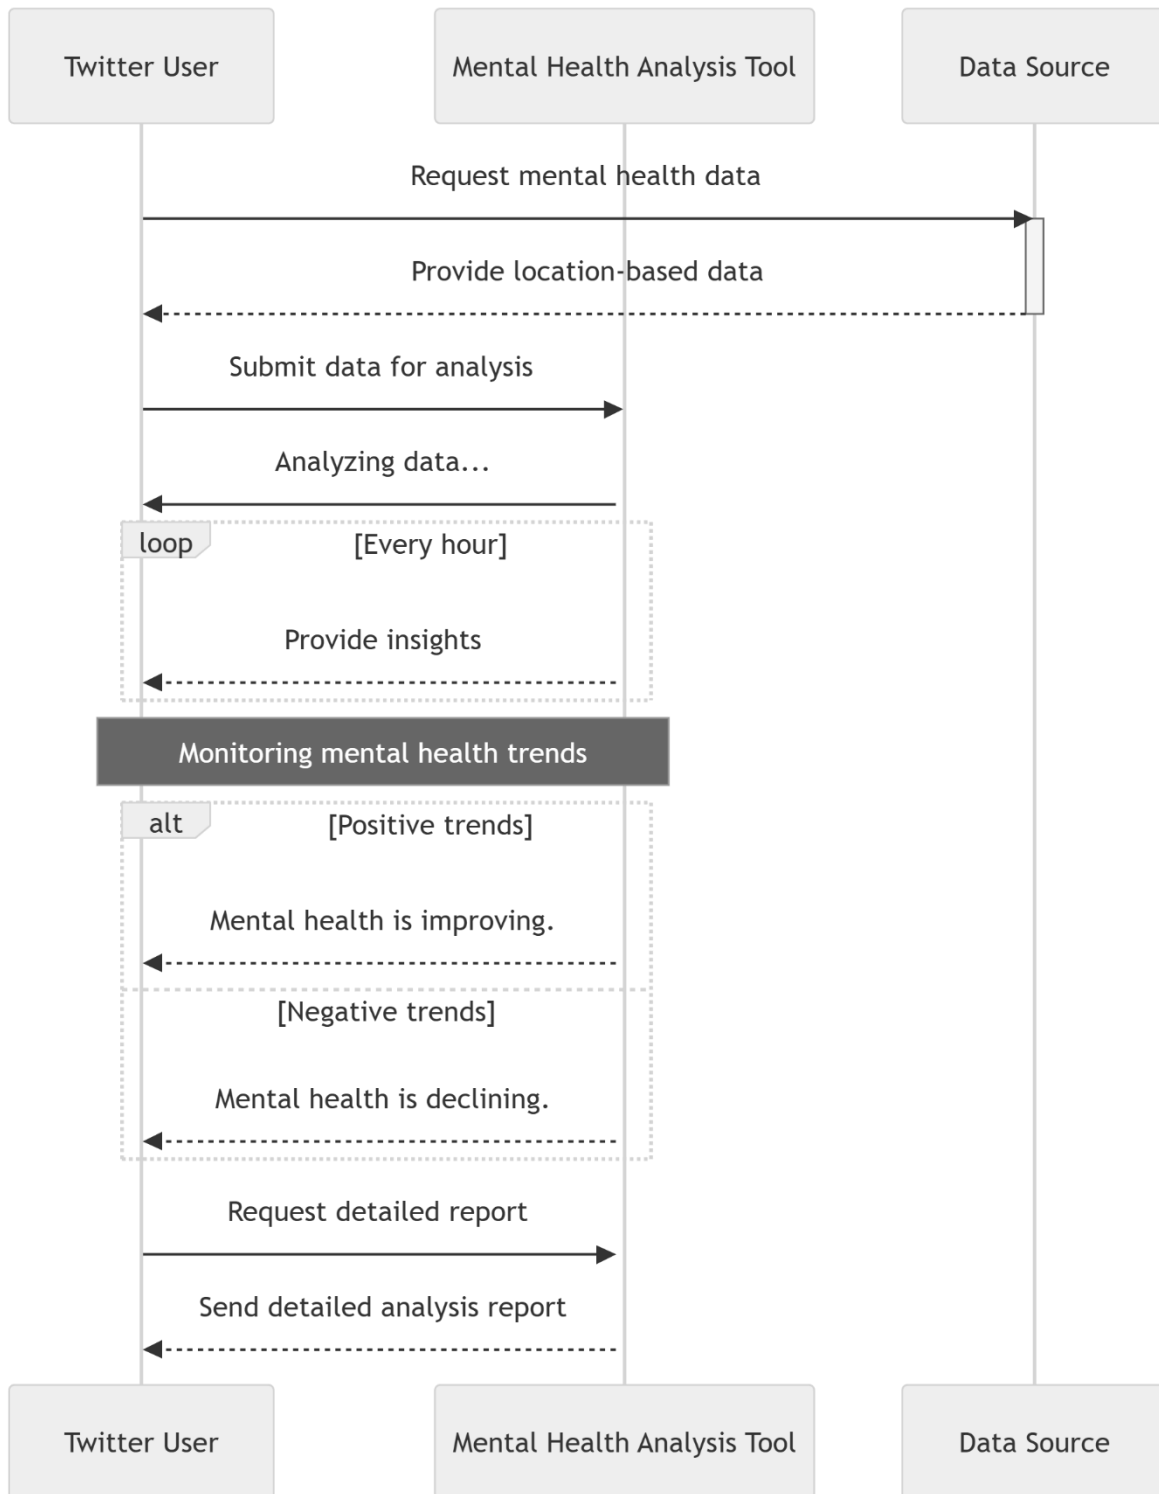 Twitter User
Mental Health Analysis Tool
Data Source
Request mental health data
Provide location-based data
Submit data for analysis
Analyzing data...
loop
[Every hour]
Provide insights
Monitoring mental health trends
alt
[Positive trends]
Mental health is improving.
[Negative trends]
Mental health is declining.
Request detailed report
Send detailed analysis report
Twitter User
Mental Health Analysis Tool
Data Source